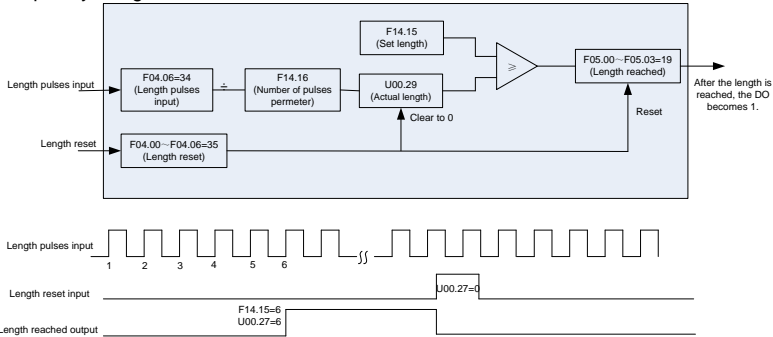 F14.15
(Set length)
F04.06=34
(Length pulses
input)
÷
F14.16
(Number of pulses
permeter)
U00.29
(Actual length)
≥
F05.00～F05.03=19
(Length reached)
Length pulses input
After the length is
reached, the DO
becomes 1.
Clear to 0
Reset
Length reset
F04.00～F04.06=35
(Length reset)
Length pulses input
1 2 3 4 5 6
Length reset input
U00.27=0
F14.15=6
U00.27=6
Length reached output